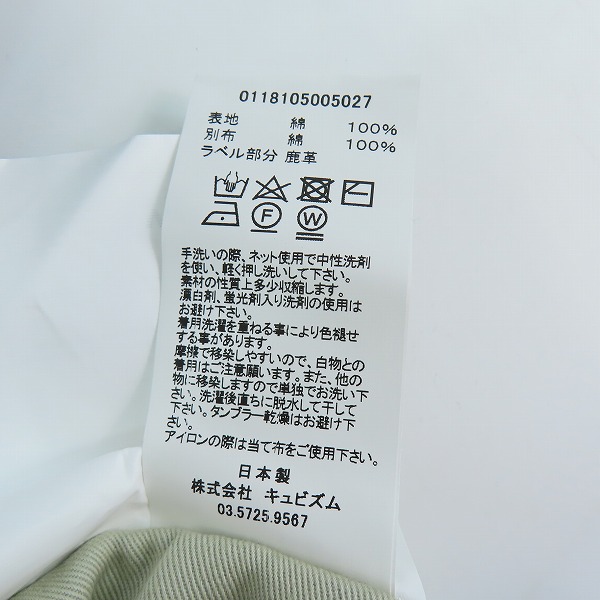 0118105005027
表地 綿 100%
別布 綿 100%
ラベル部分 鹿革
F W
手洗いの際、ネット使用で中性洗剤
を使い、軽く押し洗いして下さい。
素材の性質上多少収縮します。
漂白剤、蛍光剤入り洗剤の使用は
お避け下さい。
着用洗濯を重ねる事により色褪せ
する事があります。
摩擦で移染しやすいので、白物との
着用はご注意願います。また、他の
物に移染しますので単独でお洗い下
さい。洗濯後直ちに脱水して干して
下さい。タンブラー乾燥はお避け下
さい。
アイロンの際は当て布をご使用下さい。
日本製
株式会社 キュビズム
03.5725.9567